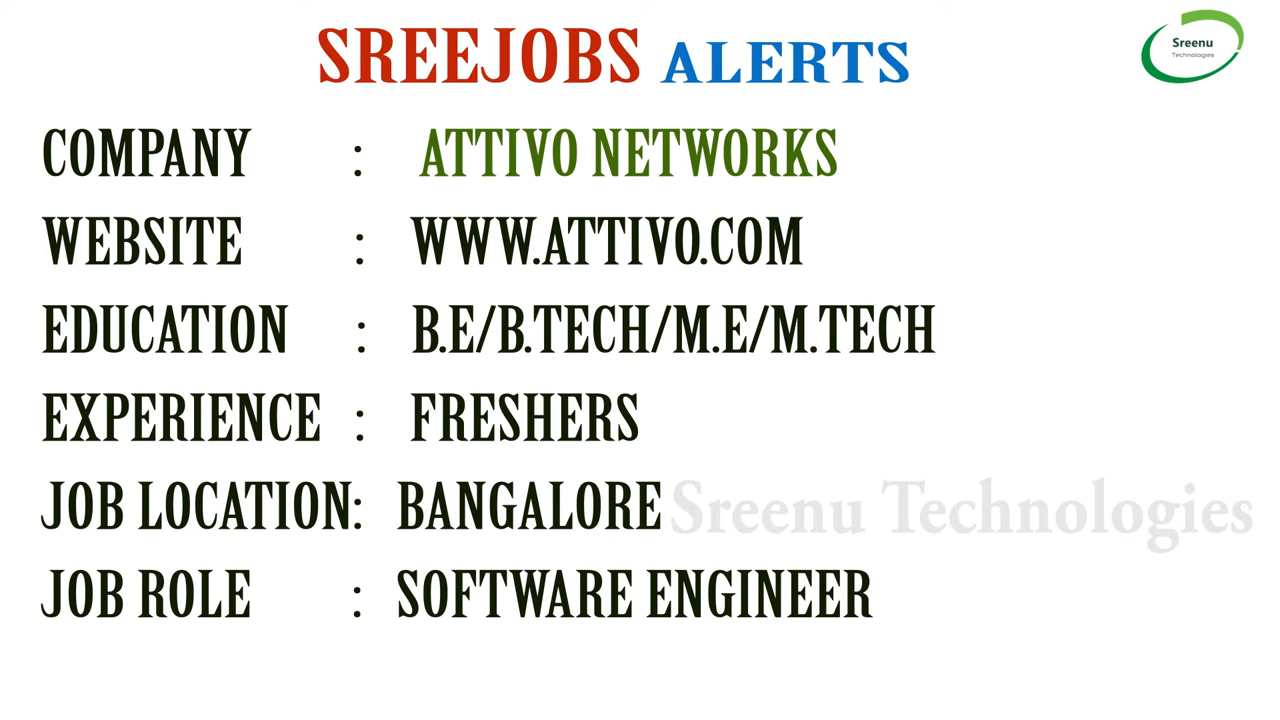 SREEJOBS ALERTS
Sreenu
Technologies
COMPANY : ATTIVO NETWORKS
WEBSITE : WWW.ATTIVO.COM
EDUCATION : B.E/B.TECH/M.E/M.TECH
EXPERIENCE : FRESHERS
JOB LOCATION: BANGALORE
Sreenu Technologies
JOB ROLE : SOFTWARE ENGINEER